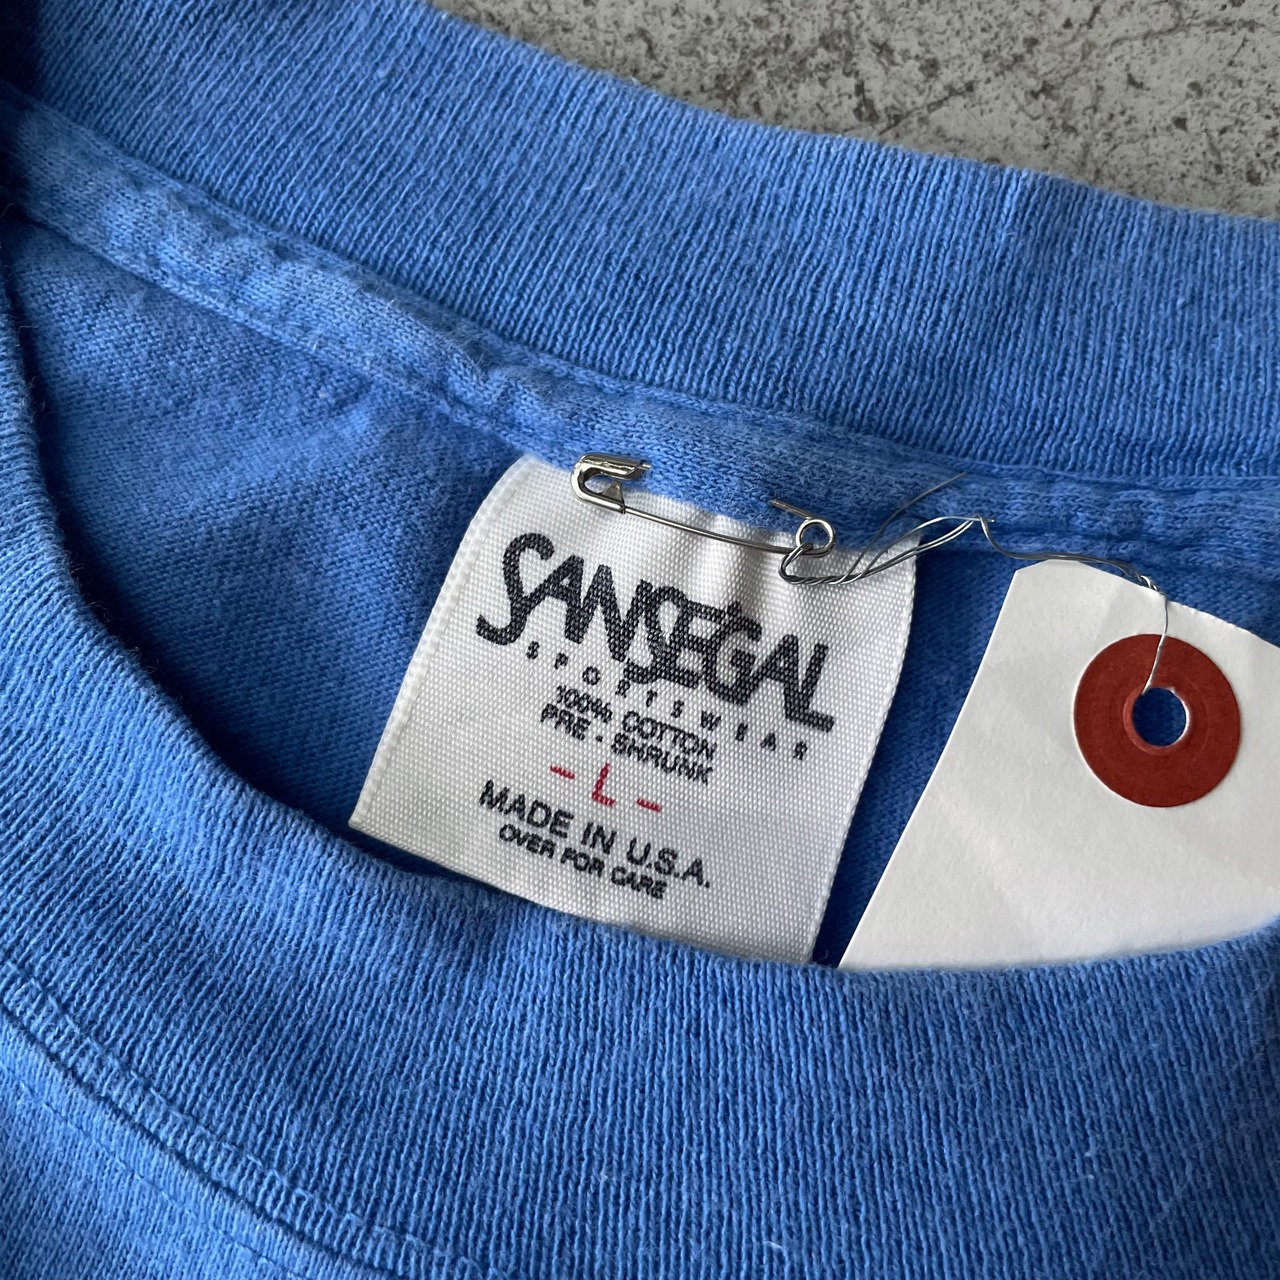 SANSEGAL
SPORTSWEAR
100% COTTON
PRE - SHRUNK
- L -
MADE IN U.S.A.
OVER FOR CARE